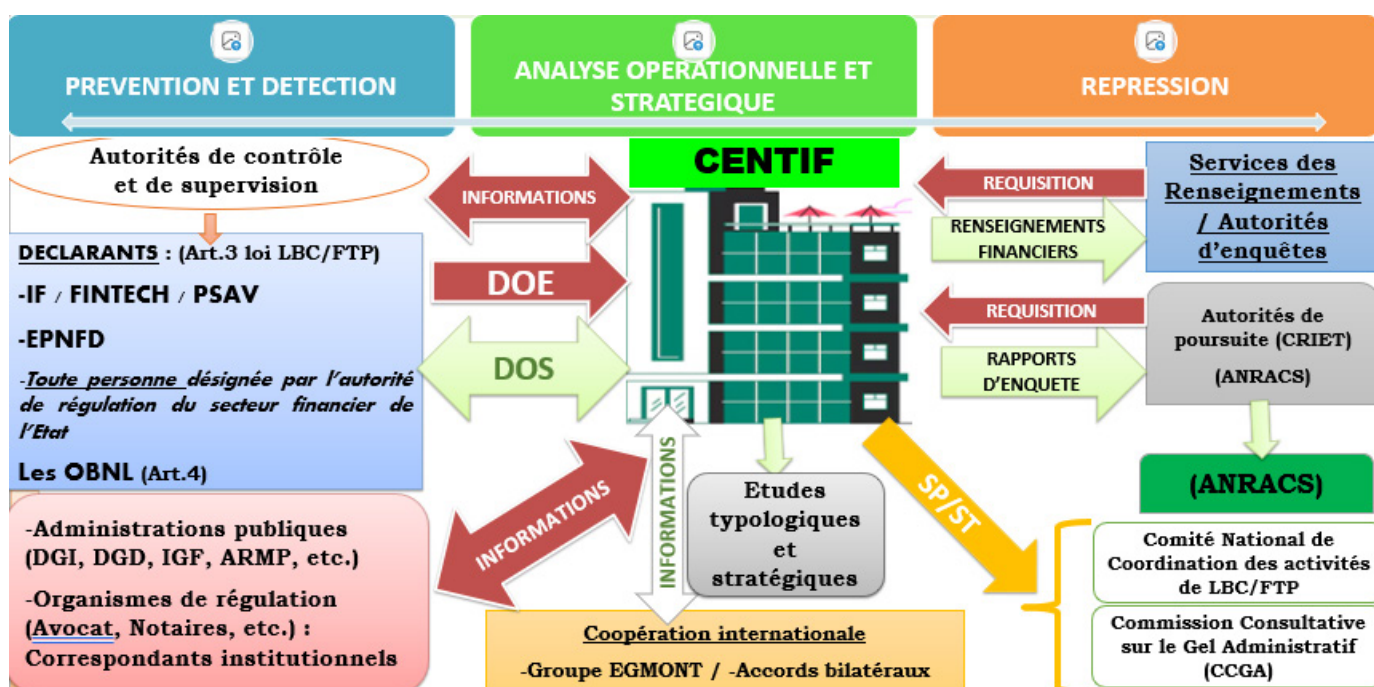 PREVENTION ET DETECTION
ANALYSE OPERATIONNELLE ET
STRATEGIQUE
REPRESSION
Autorités de contrôle
et de supervision
DECLARANTS : (Art.3 loi LBC/FTP)
-IF / FINTECH / PSAV
-EPNFD
-Toute personne désignée par l'autorité
de régulation du secteur financier de
l'Etat
Les OBNL (Art.4)
-Administrations publiques
(DGI, DGD, IGF, ARMP, etc.)
-Organismes de régulation
(Avocat, Notaires, etc.) :
Correspondants institutionnels
INFORMATIONS
DOE
DOS
INFORMATIONS
CENTIF
INFORMATIONS
Etudes
typologiques
et
stratégiques
SP/ST
Coopération internationale
-Groupe EGMONT / -Accords bilatéraux
REQUISITION
RENSEIGNEMENTS
FINANCIERS
REQUISITION
RAPPORTS
D'ENQUETE
Services des
Renseignements
/ Autorités
d'enquêtes
Autorités de
poursuite (CRIET)
(ANRACS)
(ANRACS)
Comité National de
Coordination des activités
de LBC/FTP
Commission Consultative
sur le Gel Administratif
(CCGA)